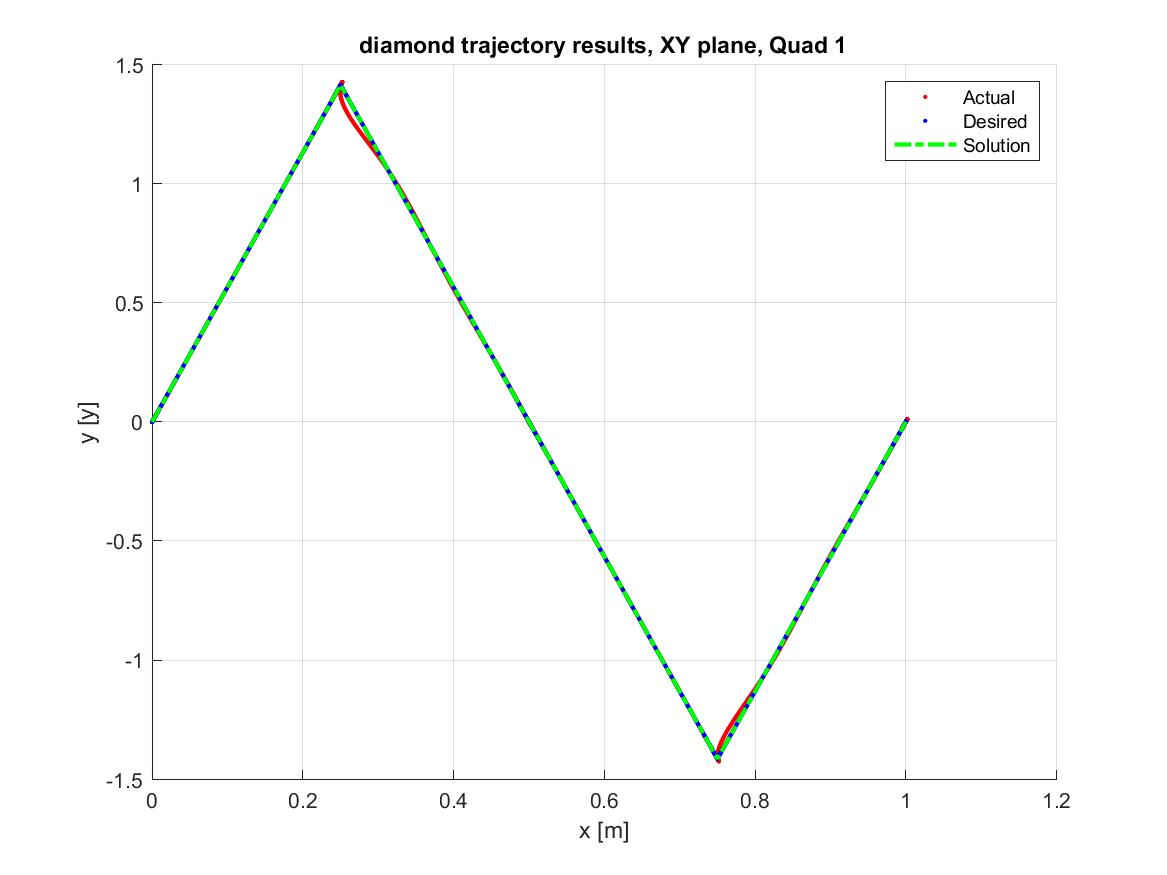 diamond trajectory results, XY plane, Quad 1
1.5
1
0.5
0
-0.5
-1
-1.5
y [y]
Actual
Desired
Solution
0
0.2
0.4
0.6
0.8
1
1.2
x [m]